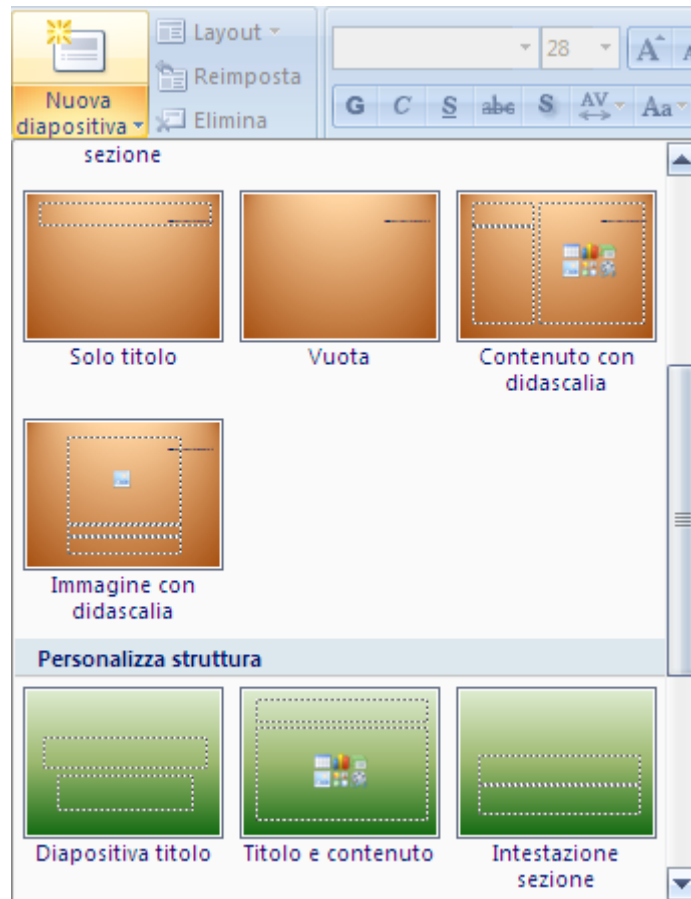 Nuova
diapositiva
Layout
Reimposta
Elimina
28
A A
G C S abc S AV Aa
sezione
Solo titolo
Vuota
Contenuto con
didascalia
Immagine con
didascalia
Personalizza struttura
Diapositiva titolo
Titolo e contenuto
Intestazione
sezione